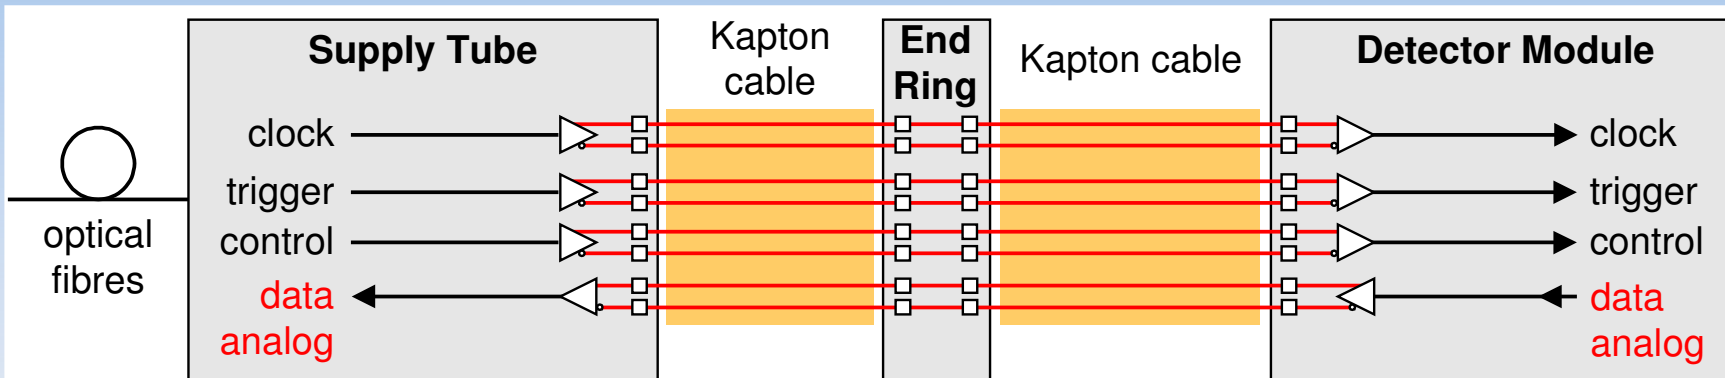 Supply Tube
Kapton
cable
End
Ring
Kapton cable
Detector Module
clock
trigger
control
data
analog
optical
fibres
clock
trigger
control
data
analog